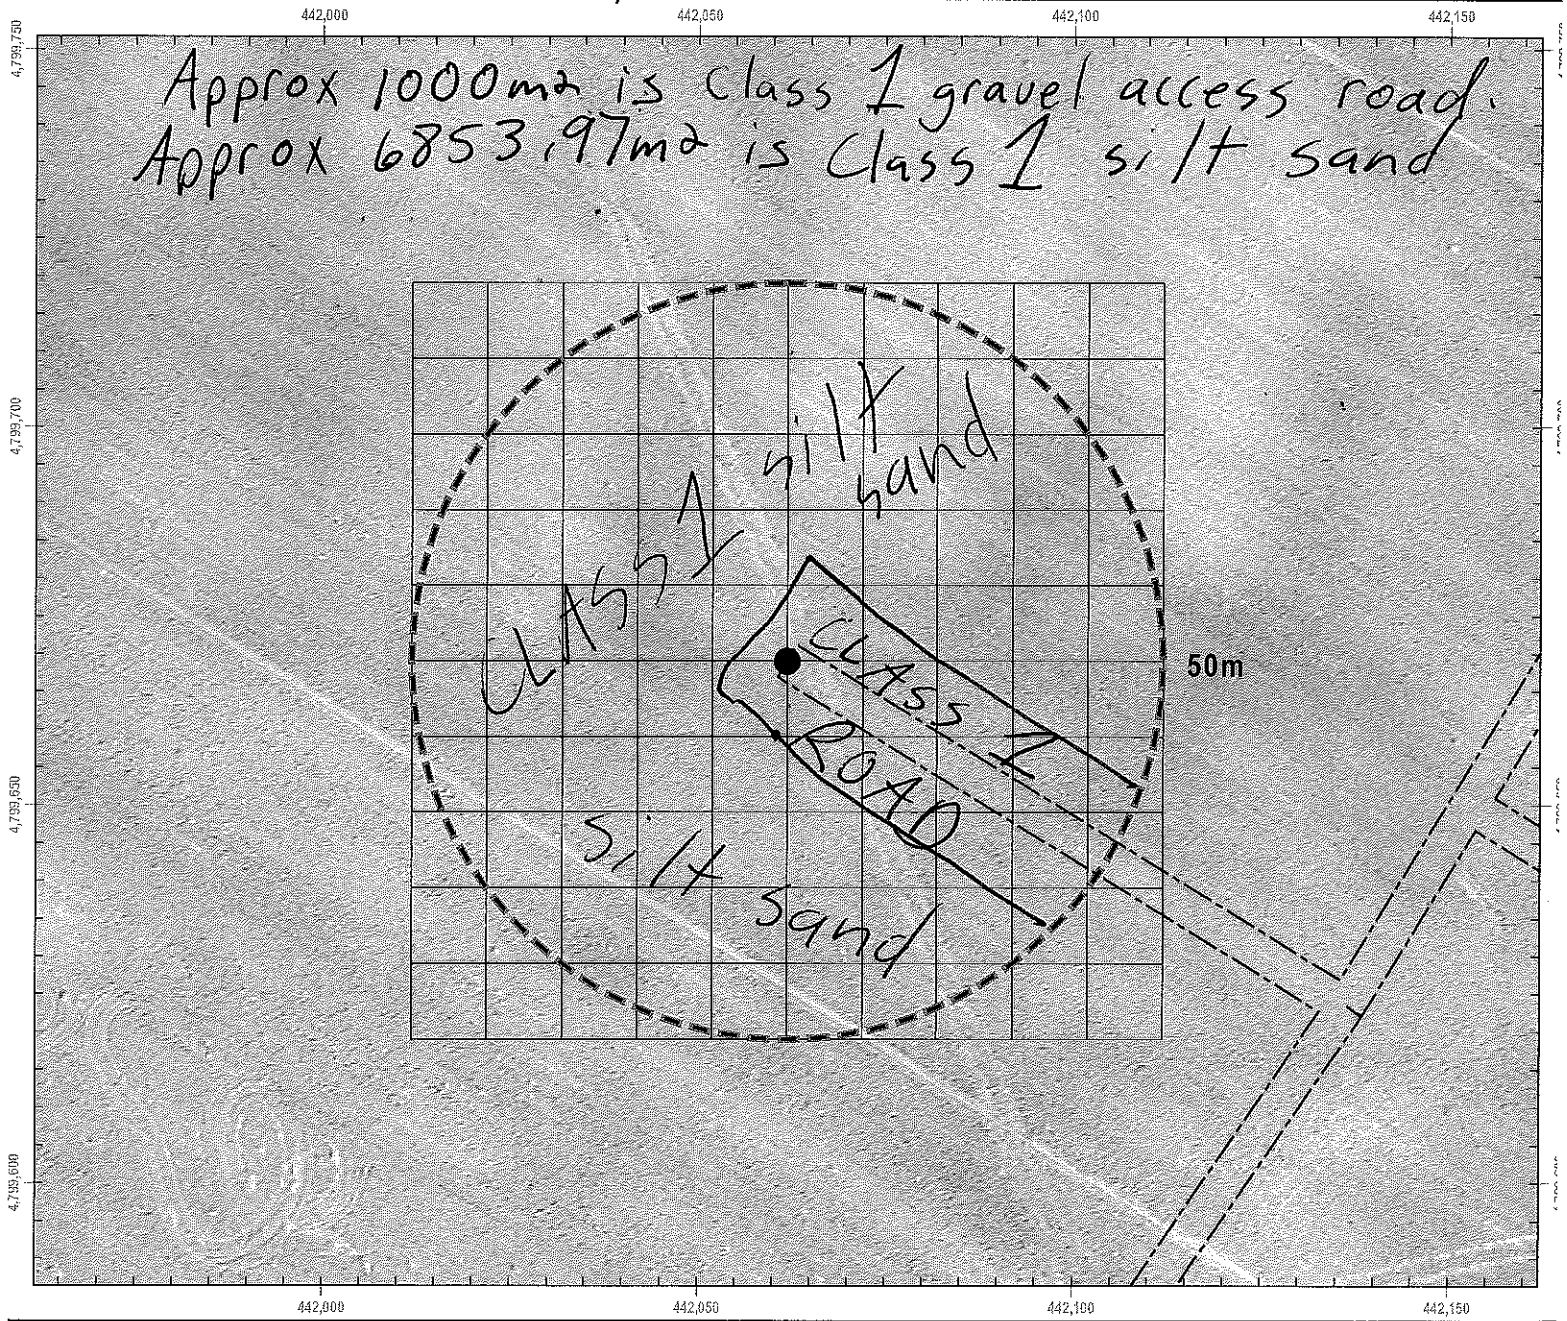 442,000 442,050 442,100 442,150
4,799,750
Approx 1000m2 is Class 1 gravel access road.
Approx 6853.97m2 is Class 1 silt sand
4,799,700
silt
sand
CLASS 1
CLASS 1
50m
ROAD
4,799,650
Silt
sand
4,799,600
442,000 442,050 442,100 442,150